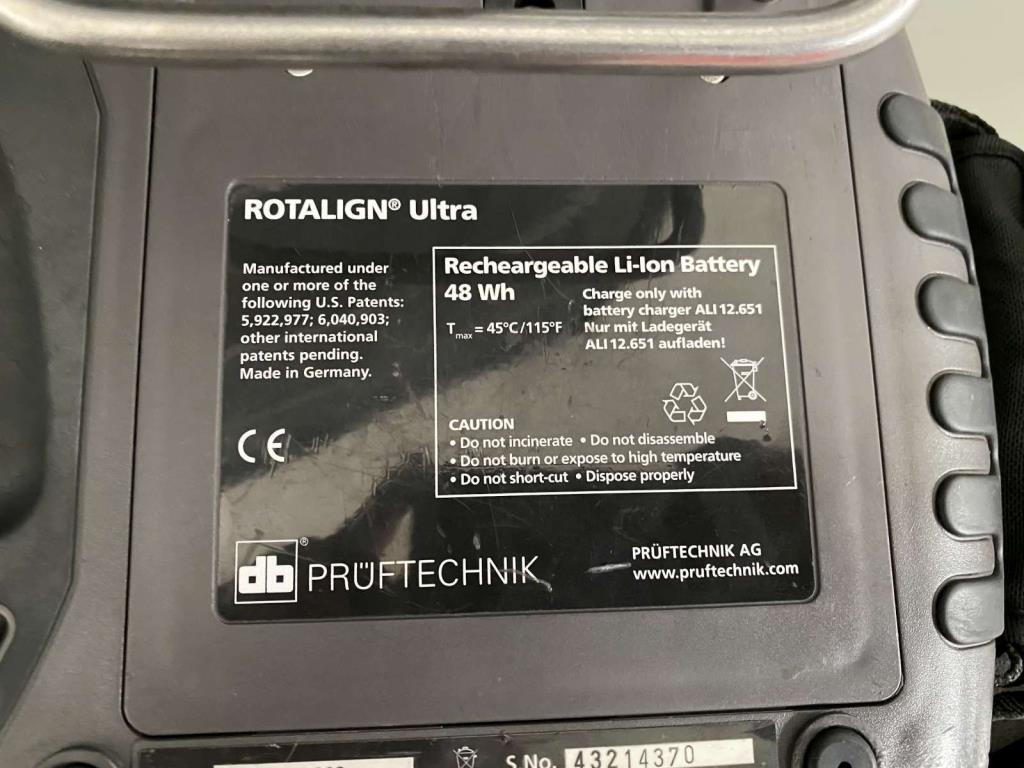 ROTALIGN® Ultra
Manufactured under
one or more of the
following U.S. Patents:
5,922,977; 6,040,903;
other international
patents pending.
Made in Germany.
CE
Recheargeable Li-Ion Battery
48 Wh
Tmax = 45°C/115°F
Charge only with
battery charger ALI 12.651
Nur mit Ladegerät
ALI 12.651 aufladen!
CAUTION
• Do not incinerate • Do not disassemble
• Do not burn or expose to high temperature
• Do not short-cut • Dispose properly
db® PRÜFTECHNIK
PRÜFTECHNIK AG
www.pruftechnik.com
S.No. 43214370